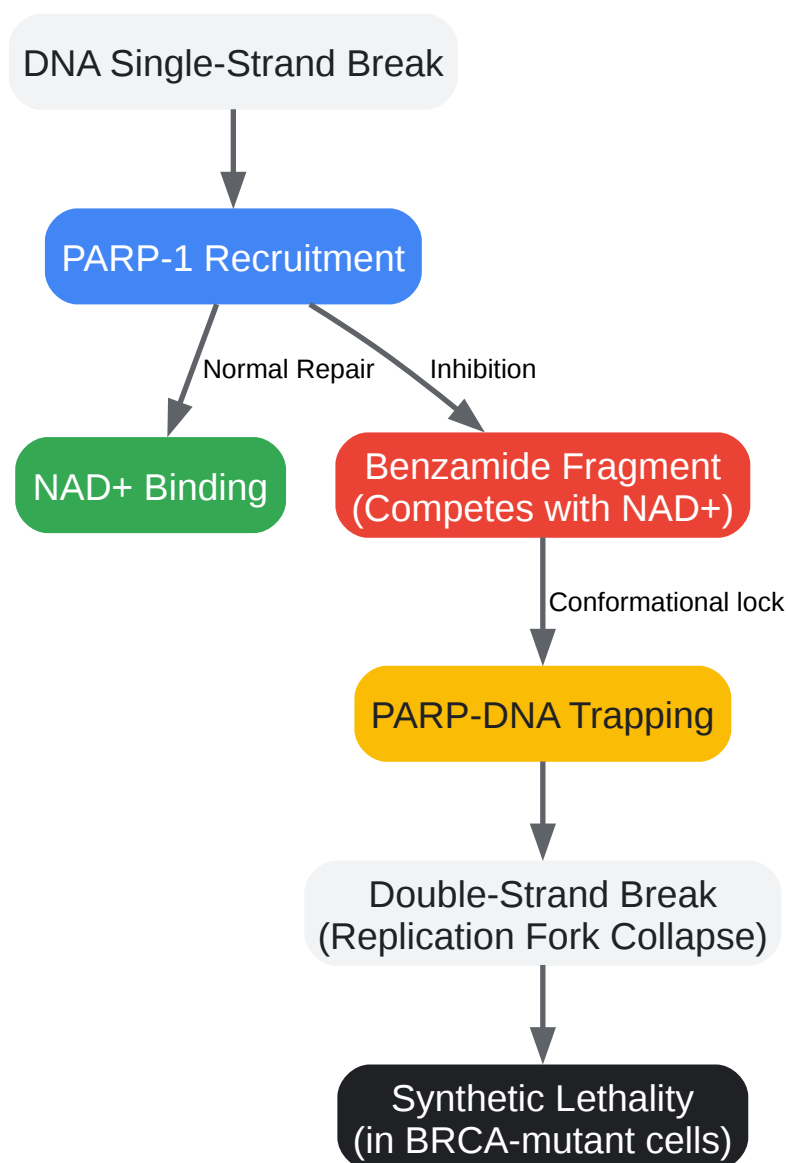 DNA Single-Strand Break
PARP-1 Recruitment
Normal Repair
Inhibition
NAD+ Binding
Benzamide Fragment
(Competes with NAD+)
Conformational lock
PARP-DNA Trapping
Double-Strand Break
(Replication Fork Collapse)
Synthetic Lethality
(in BRCA-mutant cells)